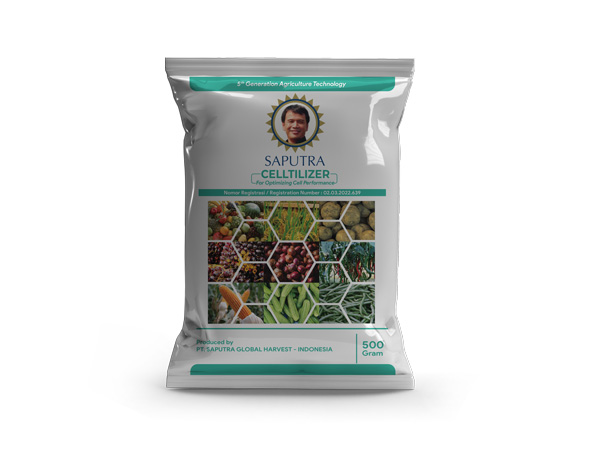 5th Generation Agriculture Technology
SAPUTRA
CELLTILIZER
For Optimizing Cell Performance
Nomor Registrasi / Registration Number : 02.03.2022.639
Produced by
PT. SAPUTRA GLOBAL HARVEST - INDONESIA
500
Gram